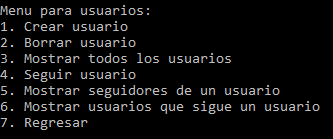 Menu para usuarios:
1. Crear usuario
2. Borrar usuario
3. Mostrar todos los usuarios
4. Seguir usuario
5. Mostrar seguidores de un usuario
6. Mostrar usuarios que sigue un usuario
7. Regresar